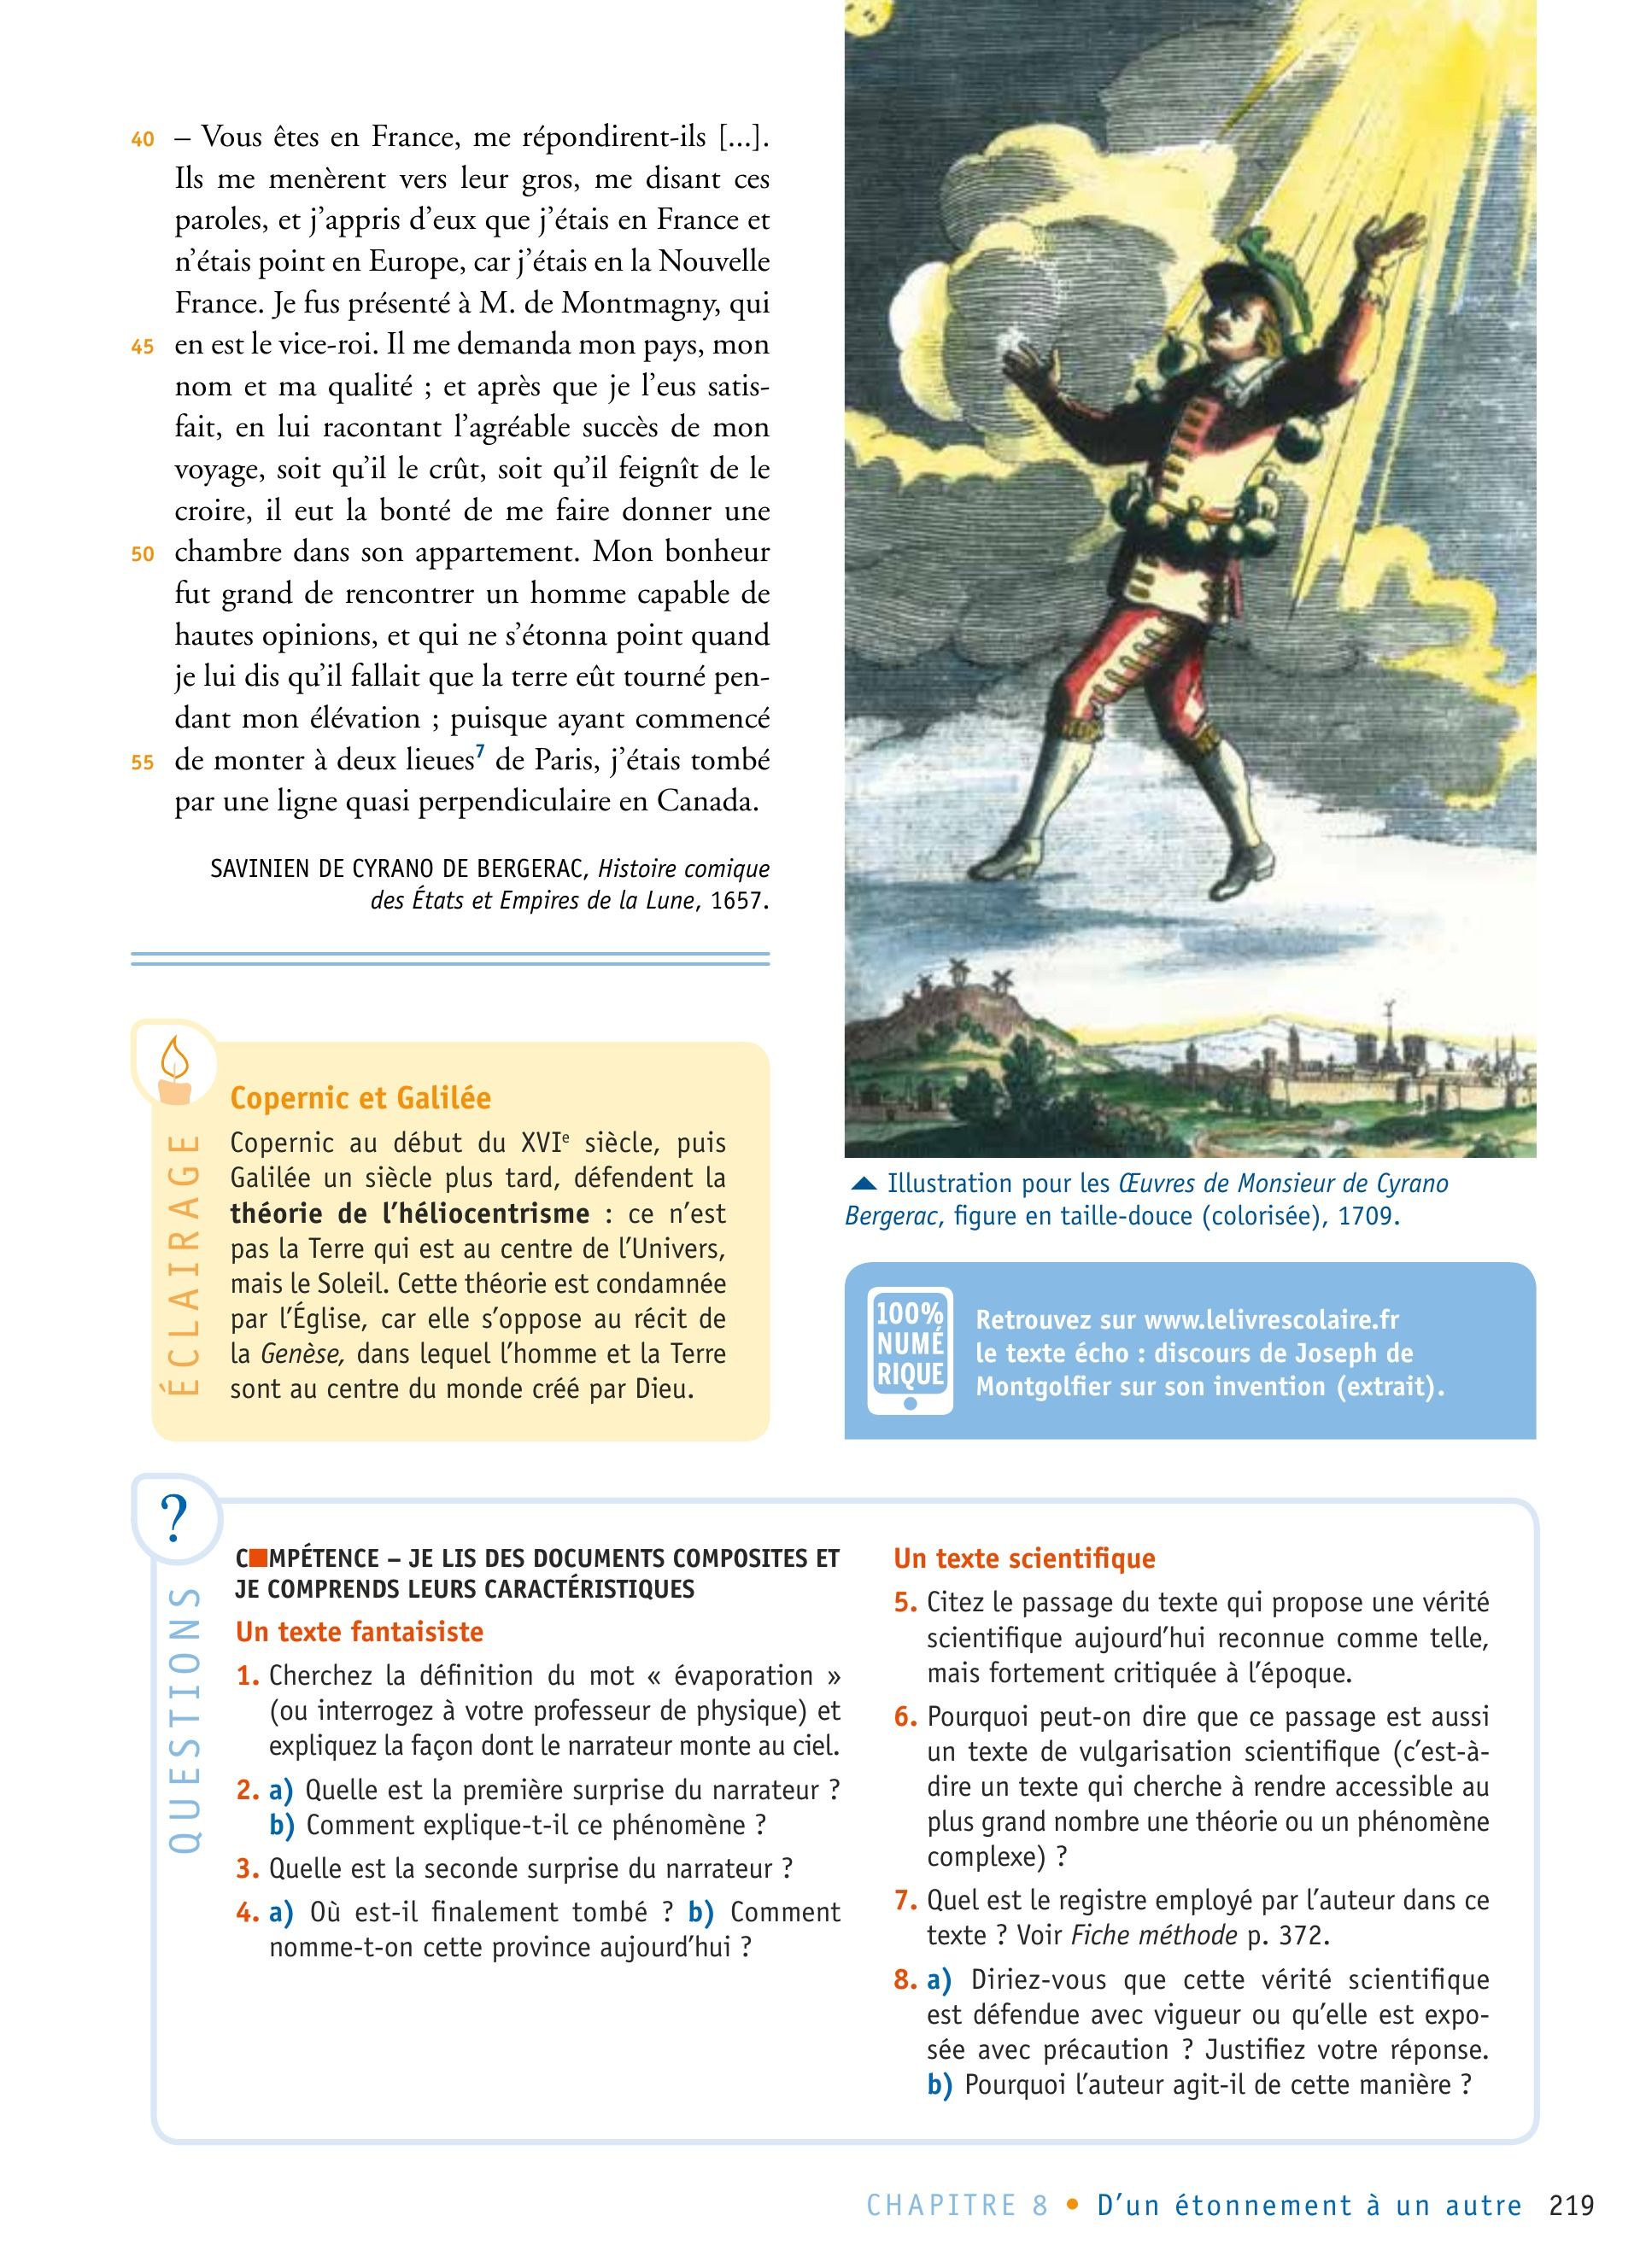 40 – Vous êtes en France, me répondirent-ils [...].
Ils me menèrent vers leur gros, me disant ces
paroles, et j’appris d’eux que j’étais en France et
n’étais point en Europe, car j’étais en la Nouvelle
France. Je fus présenté à M. de Montmagny, qui
45 en est le vice-roi. Il me demanda mon pays, mon
nom et ma qualité ; et après que je l’eus satis-
fait, en lui racontant l’agréable succès de mon
voyage, soit qu’il le crût, soit qu’il feignît de le
croire, il eut la bonté de me faire donner une
50 chambre dans son appartement. Mon bonheur
fut grand de rencontrer un homme capable de
hautes opinions, et qui ne s’étonna point quand
je lui dis qu’il fallait que la terre eût tourné pen-
dant mon élévation ; puisque ayant commencé
55 de monter à deux lieues7 de Paris, j’étais tombé
par une ligne quasi perpendiculaire en Canada.
SAVINIEN DE CYRANO DE BERGERAC, Histoire comique
des États et Empires de la Lune, 1657.
ÉCLAIRAGE
Copernic et Galilée
Copernic au début du XVIe siècle, puis
Galilée un siècle plus tard, défendent la
théorie de l’héliocentrisme : ce n’est
pas la Terre qui est au centre de l’Univers,
mais le Soleil. Cette théorie est condamnée
par l’Église, car elle s’oppose au récit de
la Genèse, dans lequel l’homme et la Terre
sont au centre du monde créé par Dieu.
▲ Illustration pour les Œuvres de Monsieur de Cyrano
Bergerac, figure en taille-douce (colorisée), 1709.
100%
NUMÉ
RIQUE
Retrouvez sur www.lelivrescolaire.fr
le texte écho : discours de Joseph de
Montgolfier sur son invention (extrait).
?
QUESTIONS
C■MPÉTENCE – JE LIS DES DOCUMENTS COMPOSITES ET
JE COMPRENDS LEURS CARACTÉRISTIQUES
Un texte fantaisiste
1. Cherchez la définition du mot « évaporation »
(ou interrogez à votre professeur de physique) et
expliquez la façon dont le narrateur monte au ciel.
2. a) Quelle est la première surprise du narrateur ?
b) Comment explique-t-il ce phénomène ?
3. Quelle est la seconde surprise du narrateur ?
4. a) Où est-il finalement tombé ? b) Comment
nomme-t-on cette province aujourd’hui ?
Un texte scientifique
5. Citez le passage du texte qui propose une vérité
scientifique aujourd’hui reconnue comme telle,
mais fortement critiquée à l’époque.
6. Pourquoi peut-on dire que ce passage est aussi
un texte de vulgarisation scientifique (c’est-à-
dire un texte qui cherche à rendre accessible au
plus grand nombre une théorie ou un phénomène
complexe) ?
7. Quel est le registre employé par l’auteur dans ce
texte ? Voir Fiche méthode p. 372.
8. a) Diriez-vous que cette vérité scientifique
est défendue avec vigueur ou qu’elle est expo-
sée avec précaution ? Justifiez votre réponse.
b) Pourquoi l’auteur agit-il de cette manière ?
CHAPITRE 8 • D’un étonnement à un autre 219